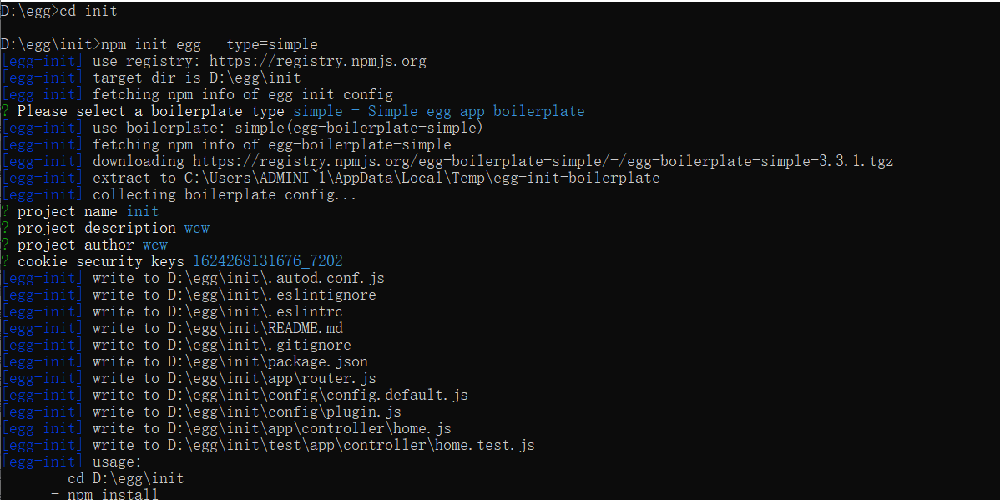 D:\egg>cd init
D:\egg\init>npm init egg --type=simple
[egg-init] use registry: https://registry.npmjs.org
[egg-init] target dir is D:\egg\init
[egg-init] fetching npm info of egg-init-config
? Please select a boilerplate type simple - Simple egg app boilerplate
[egg-init] use boilerplate: simple(egg-boilerplate-simple)
[egg-init] fetching npm info of egg-boilerplate-simple
[egg-init] downloading https://registry.npmjs.org/egg-boilerplate-simple/-/egg-boilerplate-simple-3.3.1.tgz
[egg-init] extract to C:\Users\ADMINI~1\AppData\Local\Temp\egg-init-boilerplate
[egg-init] collecting boilerplate config...
? project name init
? project description wcw
? project author wcw
? cookie security keys 1624268131676_7202
[egg-init] write to D:\egg\init\.autod.conf.js
[egg-init] write to D:\egg\init\.eslintignore
[egg-init] write to D:\egg\init\.eslintrc
[egg-init] write to D:\egg\init\README.md
[egg-init] write to D:\egg\init\.gitignore
[egg-init] write to D:\egg\init\package.json
[egg-init] write to D:\egg\init\app\router.js
[egg-init] write to D:\egg\init\config\config.default.js
[egg-init] write to D:\egg\init\config\plugin.js
[egg-init] write to D:\egg\init\app\controller\home.js
[egg-init] write to D:\egg\init\test\app\controller\home.test.js
[egg-init] usage:
- cd D:\egg\init
- npm install